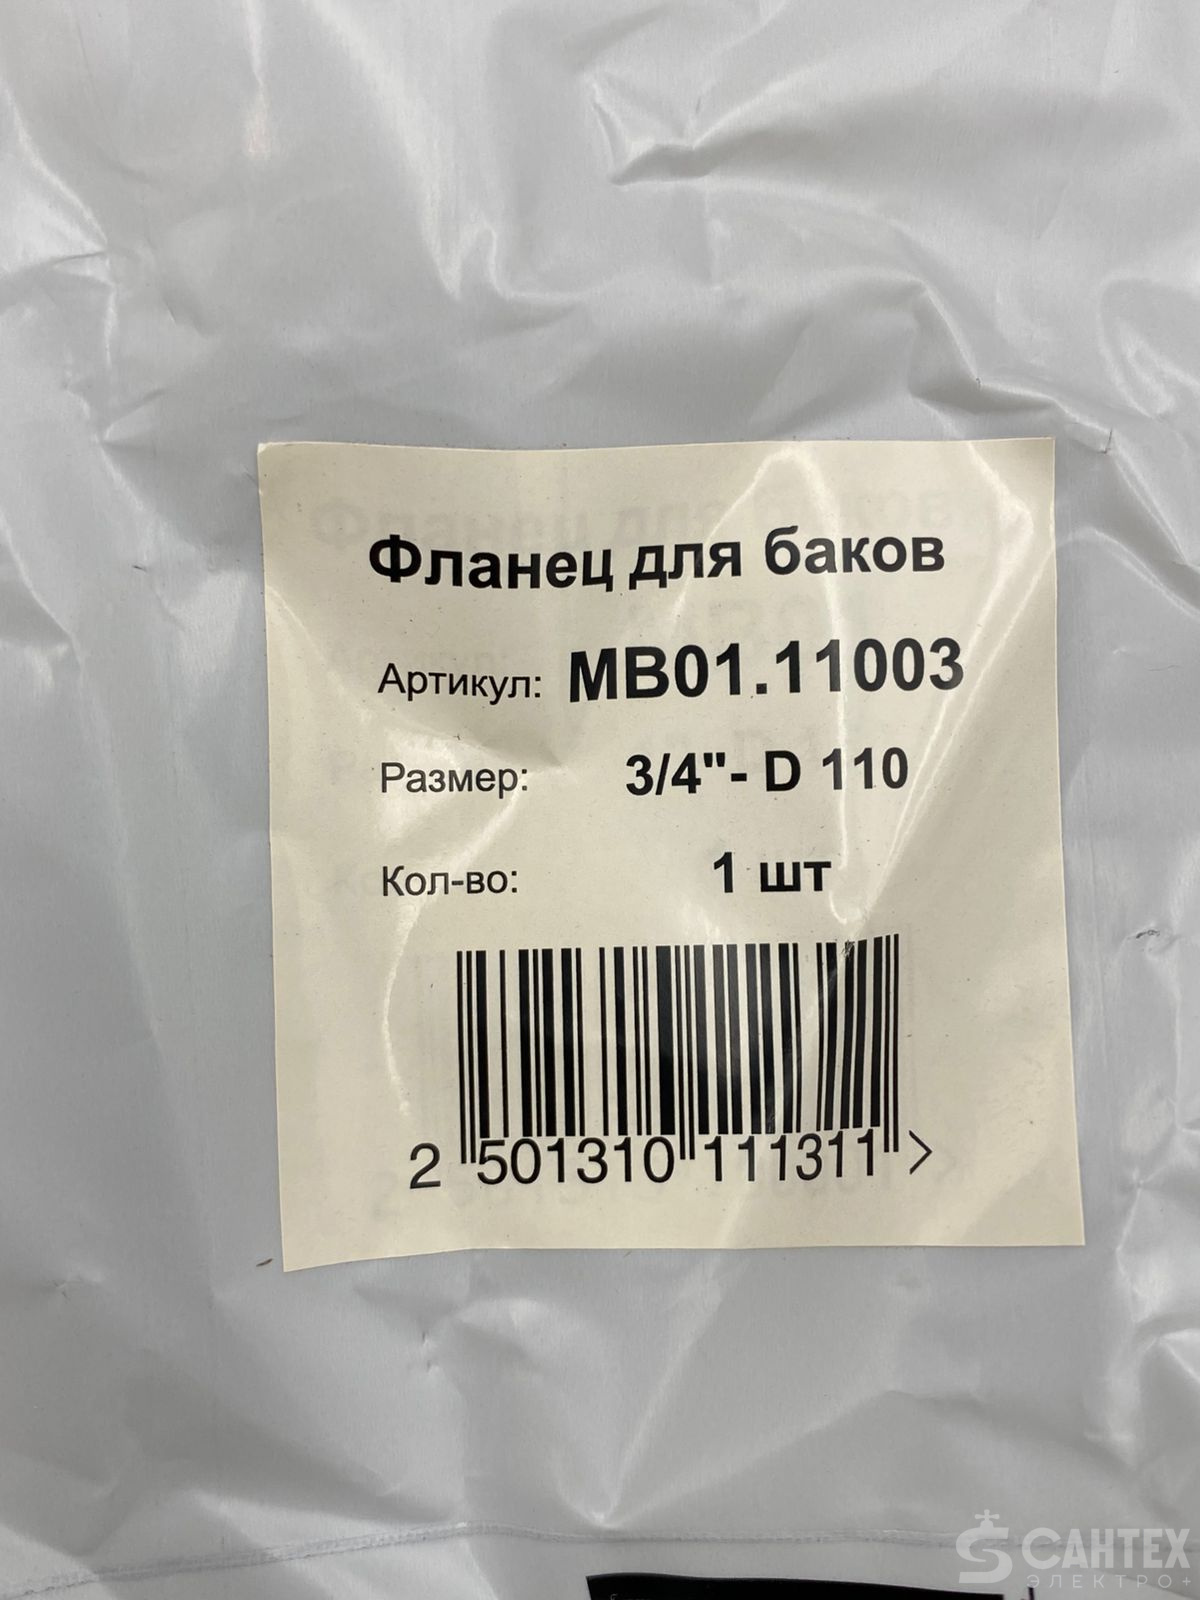 Фланец для баков
Артикул: MB01.11003
Размер: 3/4"- D 110
Кол-во: 1 шт
2 501310 111311 >
САНТЕХ
ЭЛЕКТРО+